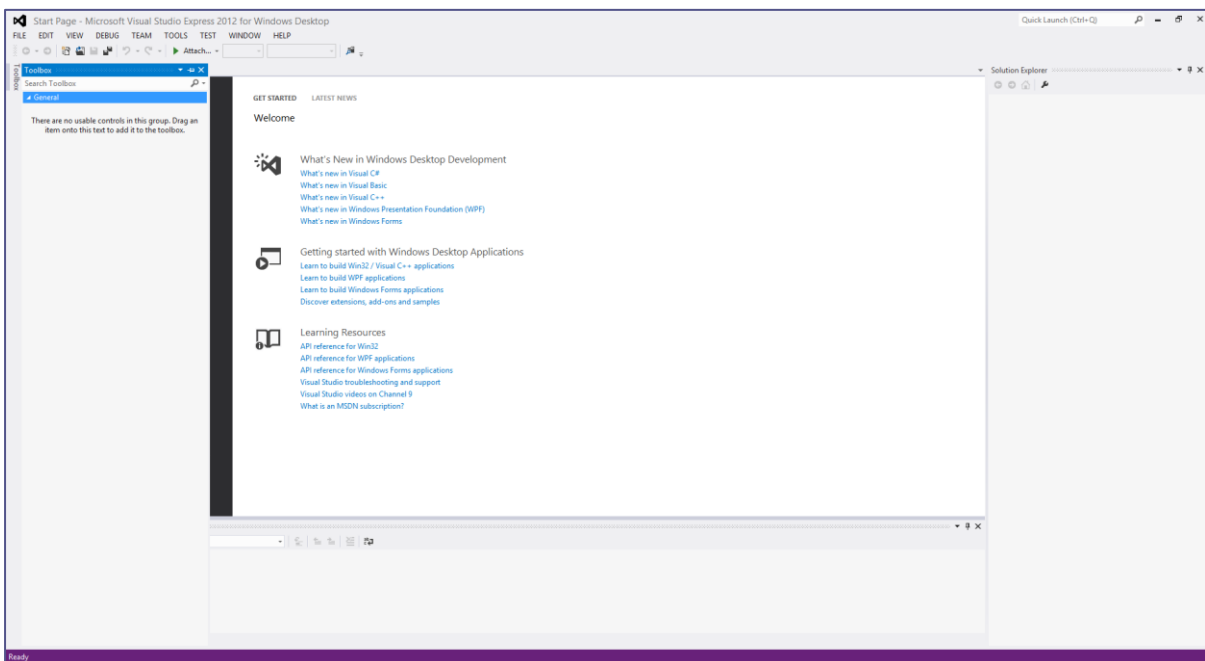 Start Page - Microsoft Visual Studio Express 2012 for Windows Desktop
Quick Launch (Ctrl+Q)
FILE EDIT VIEW DEBUG TEAM TOOLS TEST WINDOW HELP
Attach...
Toolbox
Toolbox
Search Toolbox
General
There are no usable controls in this group. Drag an
item onto this text to add it to the toolbox.
GET STARTED LATEST NEWS
Welcome
What's New in Windows Desktop Development
What's new in Visual C#
What's new in Visual Basic
What's new in Visual C++
What's new in Windows Presentation Foundation (WPF)
What's new in Windows Forms
Getting started with Windows Desktop Applications
Learn to build Win32 / Visual C++ applications
Learn to build WPF applications
Learn to build Windows Forms applications
Discover extensions, add-ons and samples
Learning Resources
API reference for Win32
API reference for WPF applications
API reference for Windows Forms applications
Visual Studio troubleshooting and support
Visual Studio videos on Channel 9
What is an MSDN subscription?
Solution Explorer
Ready